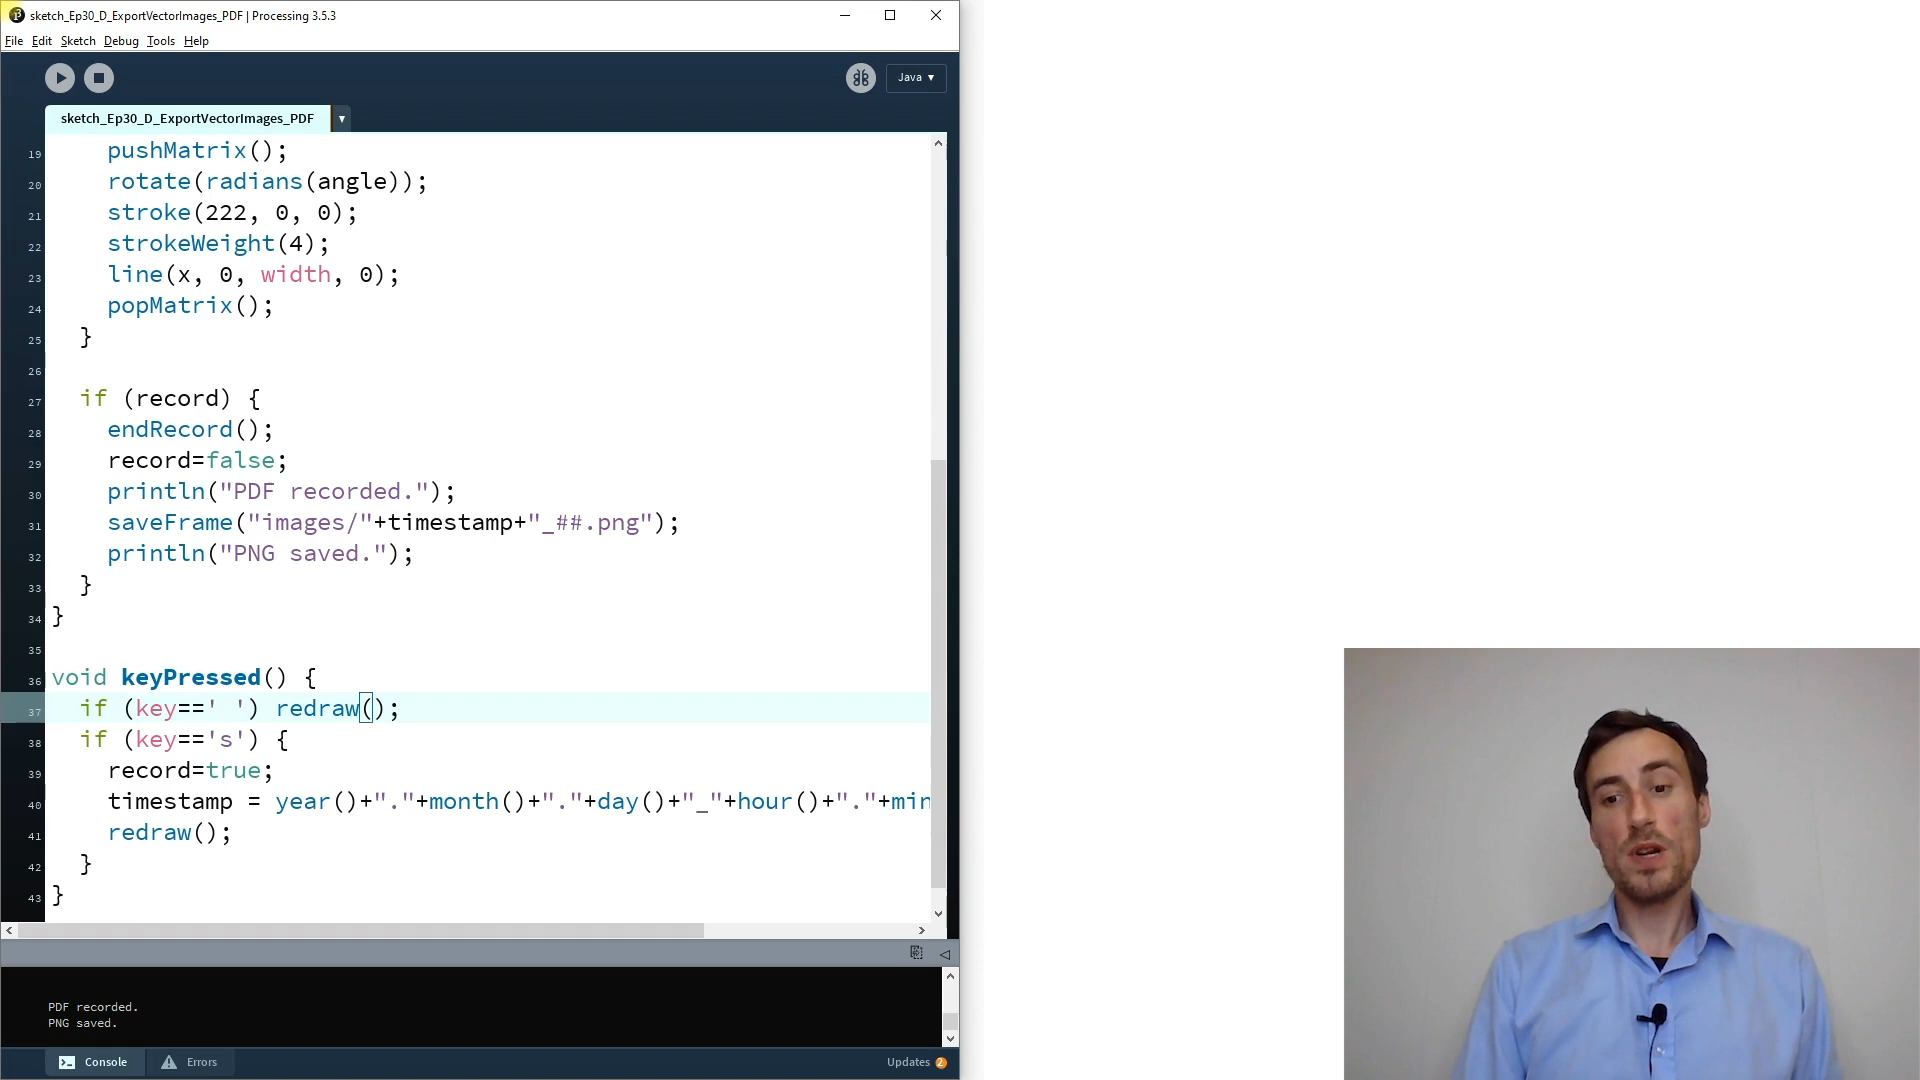 sketch_Ep30_D_ExportVectorImages_PDF | Processing 3.5.3
File Edit Sketch Debug Tools Help
Java ▾
sketch_Ep30_D_ExportVectorImages_PDF ▾
19 pushMatrix();
20 rotate(radians(angle));
21 stroke(222, 0, 0);
22 strokeWeight(4);
23 line(x, 0, width, 0);
24 popMatrix();
25 }
26
27 if (record) {
28 endRecord();
29 record=false;
30 println("PDF recorded.");
31 saveFrame("images/"+timestamp+"_##.png");
32 println("PNG saved.");
33 }
34 }
35
36 void keyPressed() {
37 if (key==' ') redraw();
38 if (key=='s') {
39 record=true;
40 timestamp = year()+"."+month()+"."+day()+"_"+hour()+"."+min
41 redraw();
42 }
43 }
PDF recorded.
PNG saved.
Console Errors Updates 2